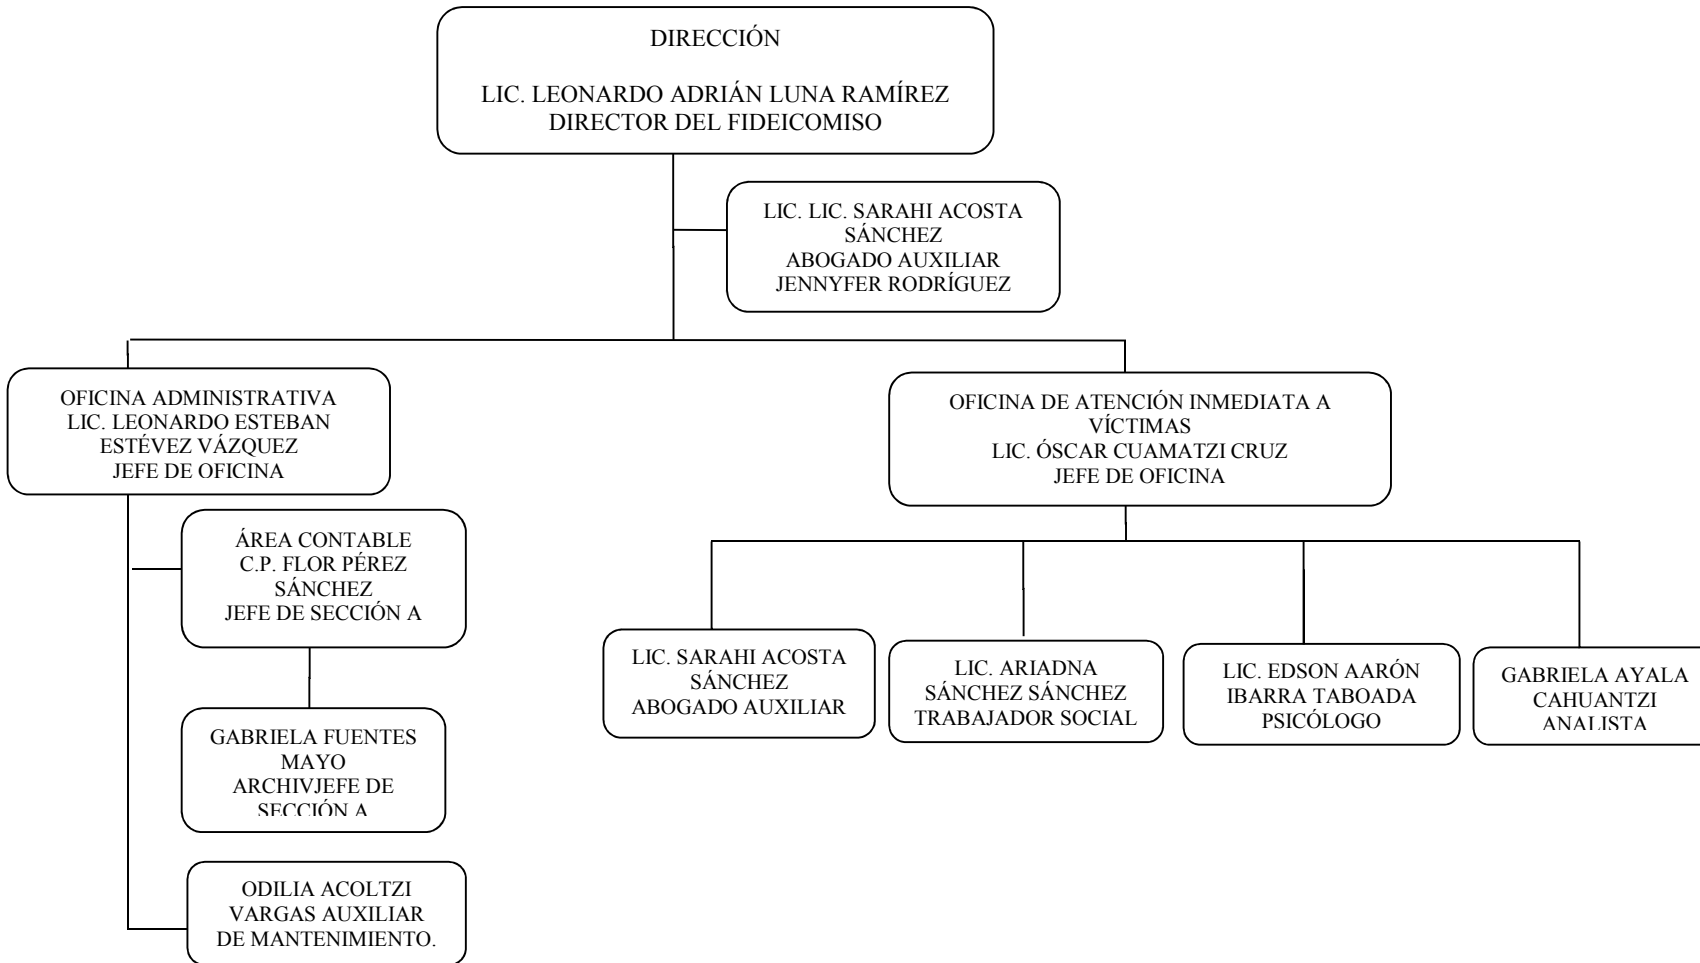 DIRECCIÓN
LIC. LEONARDO ADRIÁN LUNA RAMÍREZ
DIRECTOR DEL FIDEICOMISO
LIC. LIC. SARAHI ACOSTA
SÁNCHEZ
ABOGADO AUXILIAR
JENNYFER RODRÍGUEZ
OFICINA ADMINISTRATIVA
LIC. LEONARDO ESTEBAN
ESTÉVEZ VÁZQUEZ
JEFE DE OFICINA
OFICINA DE ATENCIÓN INMEDIATA A
VÍCTIMAS
LIC. ÓSCAR CUAMATZI CRUZ
JEFE DE OFICINA
ÁREA CONTABLE
C.P. FLOR PÉREZ
SÁNCHEZ
JEFE DE SECCIÓN A
GABRIELA FUENTES
MAYO
ARCHIVJEFE DE
SECCIÓN A
ODILIA ACOLTZI
VARGAS AUXILIAR
DE MANTENIMIENTO.
LIC. SARAHI ACOSTA
SÁNCHEZ
ABOGADO AUXILIAR
LIC. ARIADNA
SÁNCHEZ SÁNCHEZ
TRABAJADOR SOCIAL
LIC. EDSON AARÓN
IBARRA TABOADA
PSICÓLOGO
GABRIELA AYALA
CAHUANTZI
ANALISTA